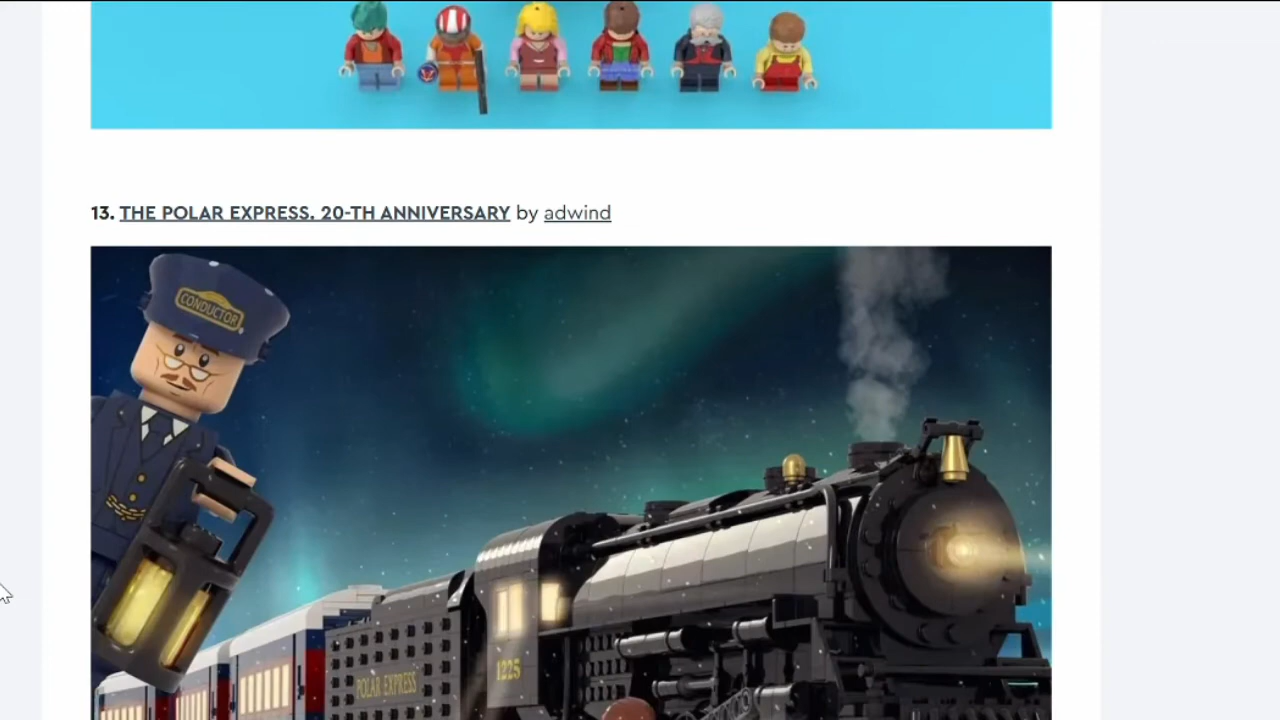 13. THE POLAR EXPRESS. 20-TH ANNIVERSARY by adwind
CONDUCTOR
1225
POLAR EXPRESS